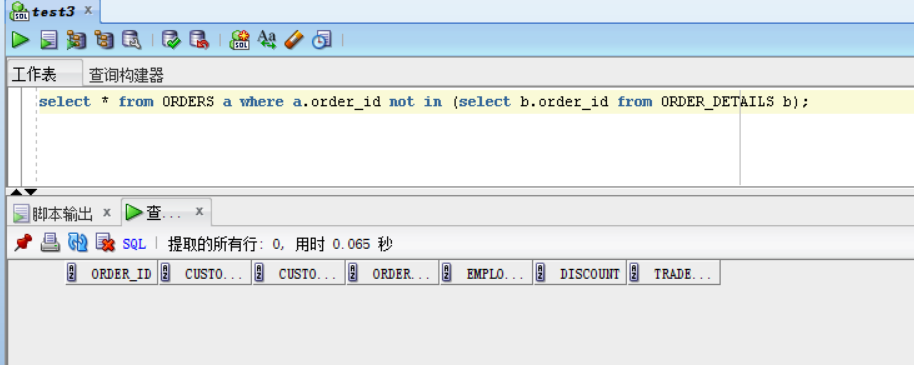 test3 x
工作表 查询构建器
select * from ORDERS a where a.order_id not in (select b.order_id from ORDER_DETAILS b);
脚本输出 x 查... x
SQL | 提取的所有行: 0, 用时 0.065 秒
ORDER_ID CUSTO... CUSTO... ORDER... EMPLO... DISCOUNT TRADE...